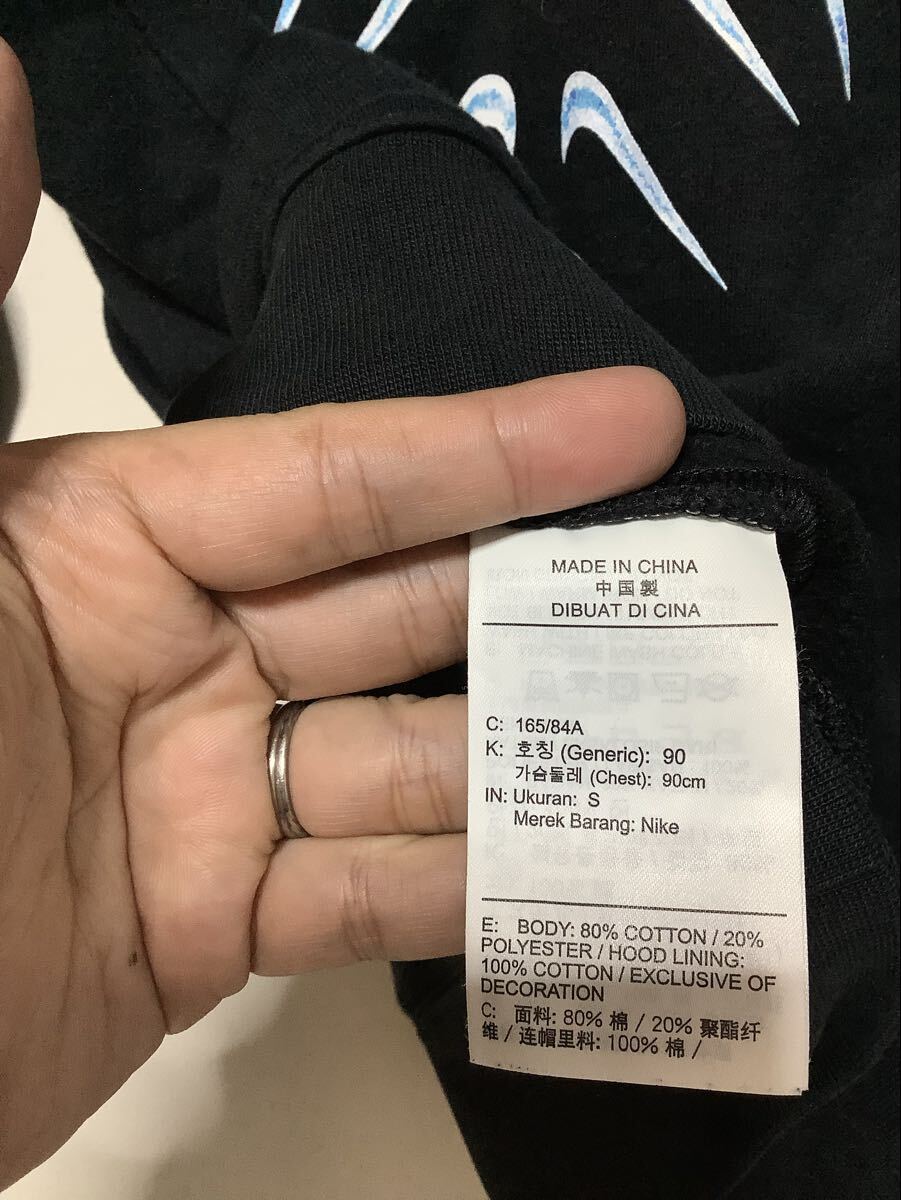 MADE IN CHINA
中国製
DIBUAT DI CINA
C: 165/84A
K: 호칭 (Generic): 90
가슴둘레 (Chest): 90cm
IN: Ukuran: S
Merek Barang: Nike
E: BODY: 80% COTTON / 20%
POLYESTER / HOOD LINING:
100% COTTON / EXCLUSIVE OF
DECORATION
C: 面料: 80% 棉 / 20% 聚酯纤
维 / 连帽里料: 100% 棉 /